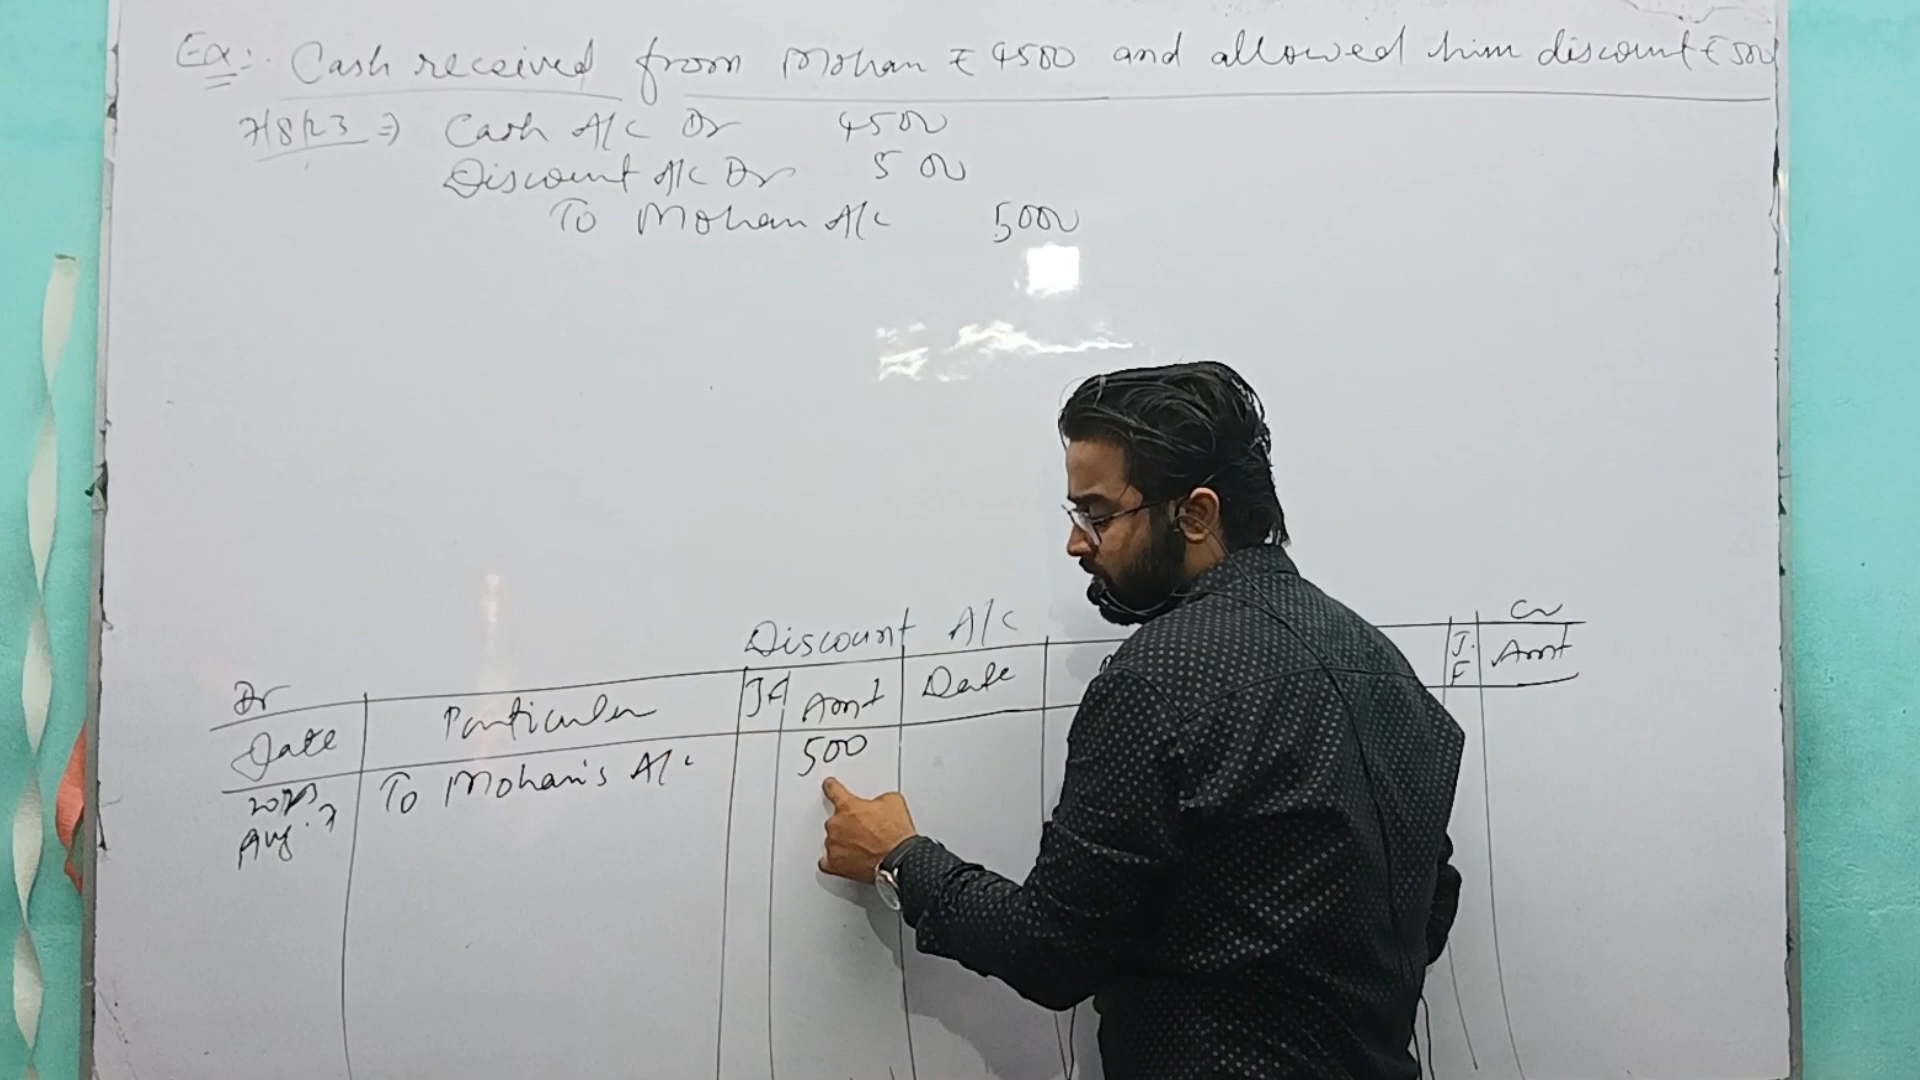 Ex:- Cash received from Mohan ₹ 4500 and allowed him discount ₹ 500
7/8/23 ⇒ Cash A/c Dr 4500
Discount A/c Dr 500
To Mohan A/c 5000
Discount A/c
Dr Cr
Date Particular J.F Amt Date J.F Amt
2023 Aug. 7 To Mohan's A/c 500